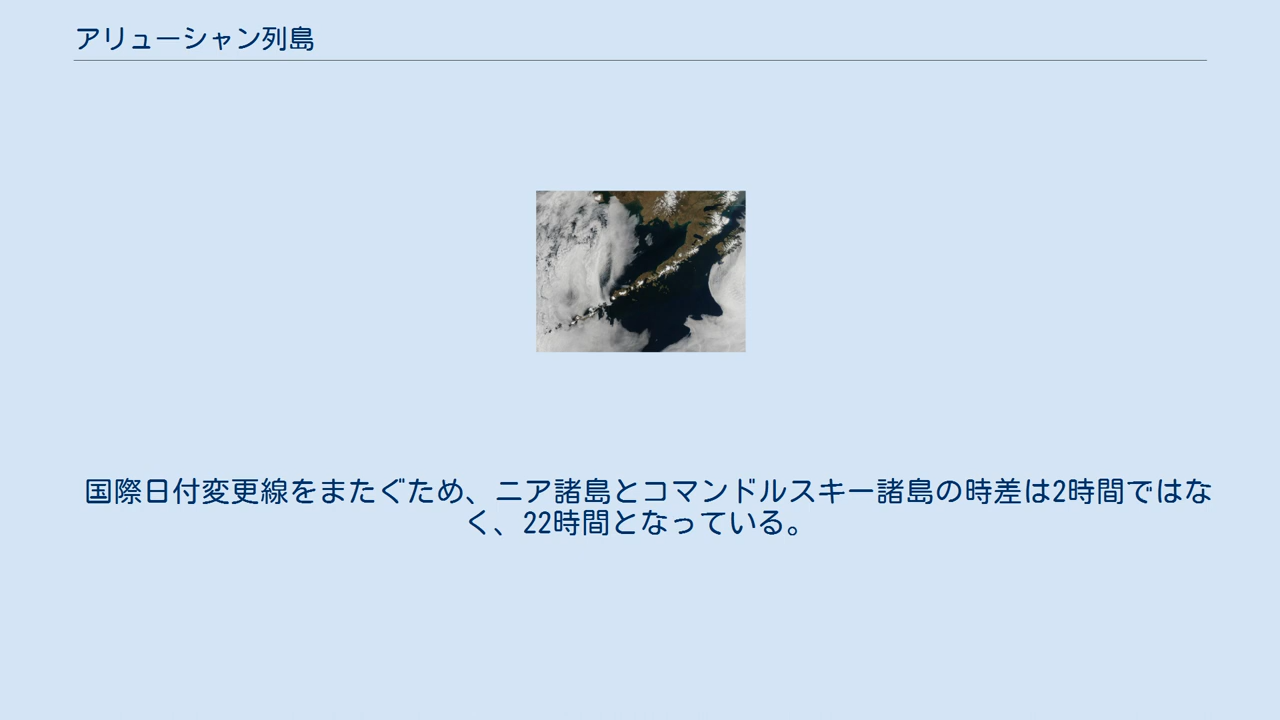 アリューシャン列島
国際日付変更線をまたぐため、ニア諸島とコマンドルスキー諸島の時差は2時間ではな
く、22時間となっている。